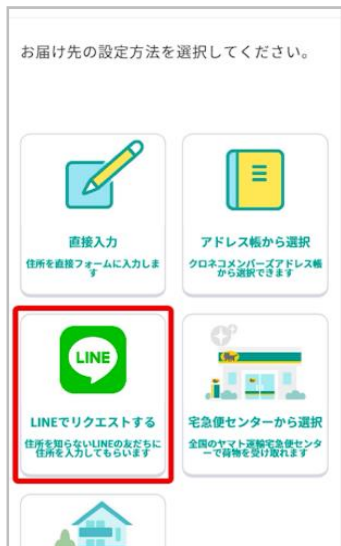 お届け先の設定方法を選択してください。
直接入力
住所を直接フォームに入力しま
す
アドレス帳から選択
クロネコメンバーズアドレス帳
から選択できます
LINE
LINEでリクエストする
住所を知らないLINEの友だちに
住所を入力してもらいます
宅急便センターから選択
全国のヤマト運輸宅急便センタ
ーで荷物を受け取れます